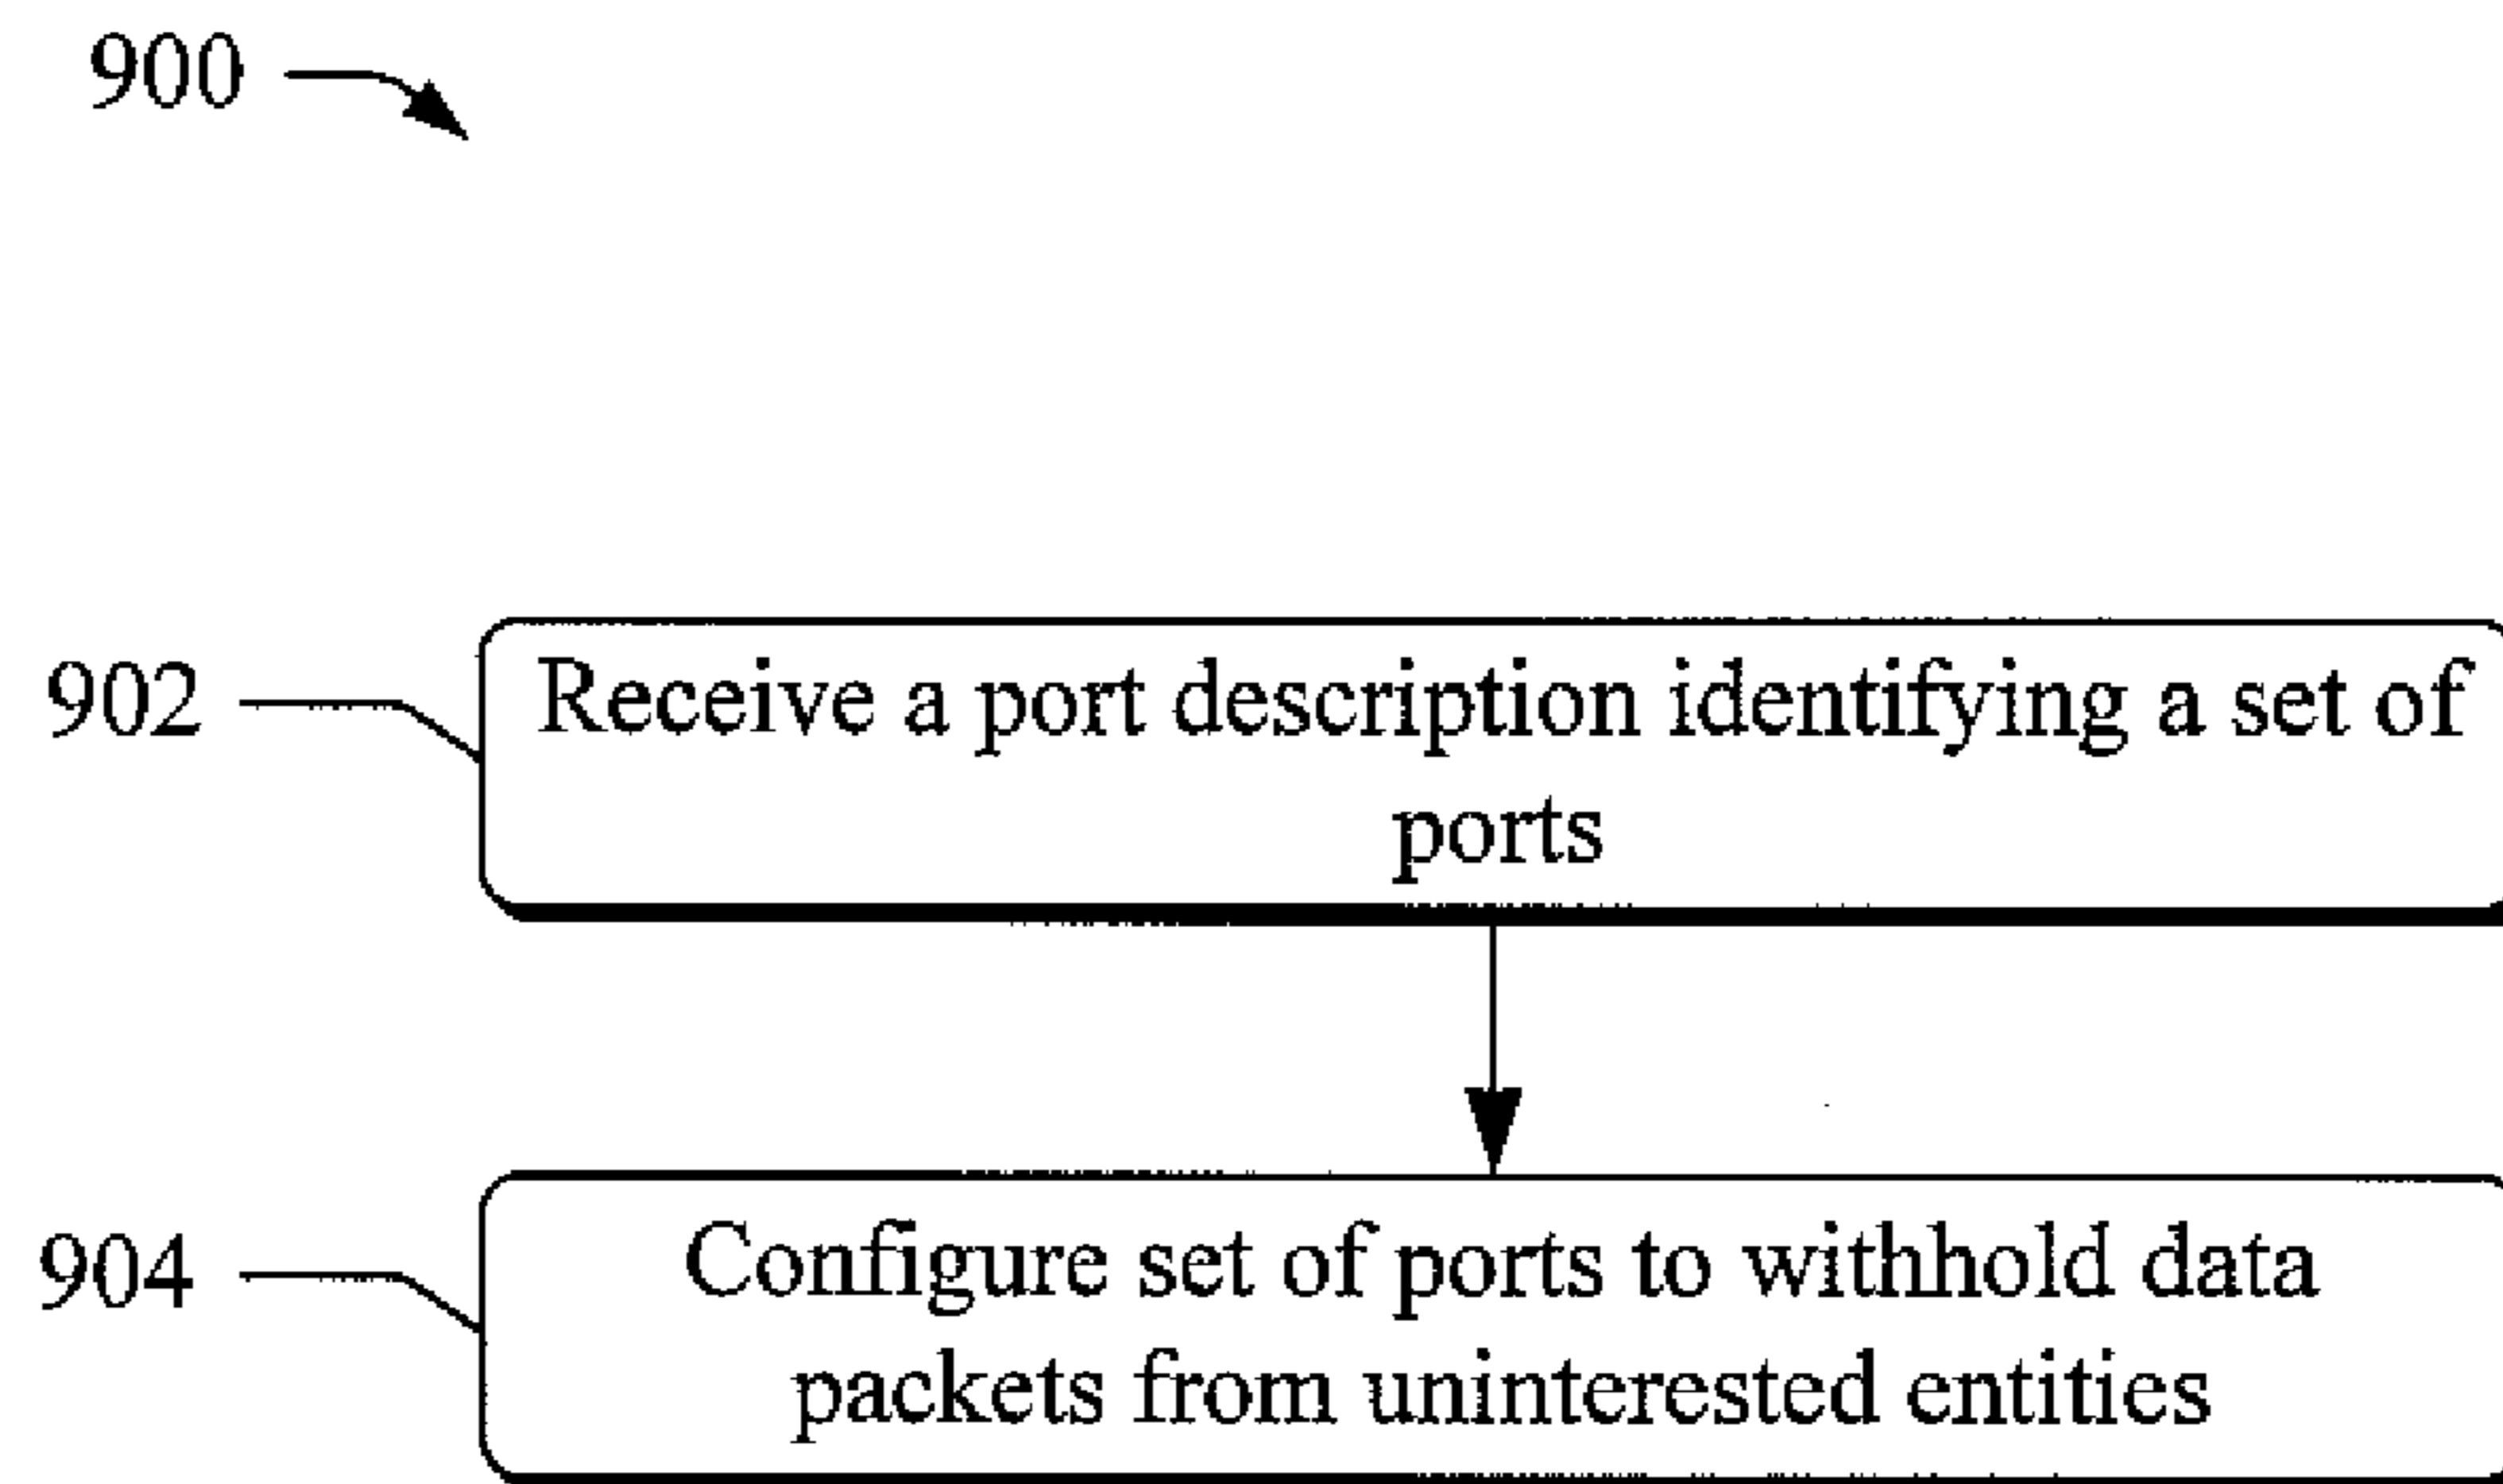 900
902
Receive a port description identifying a set of
ports
904
Configure set of ports to withhold data
packets from uninterested entities